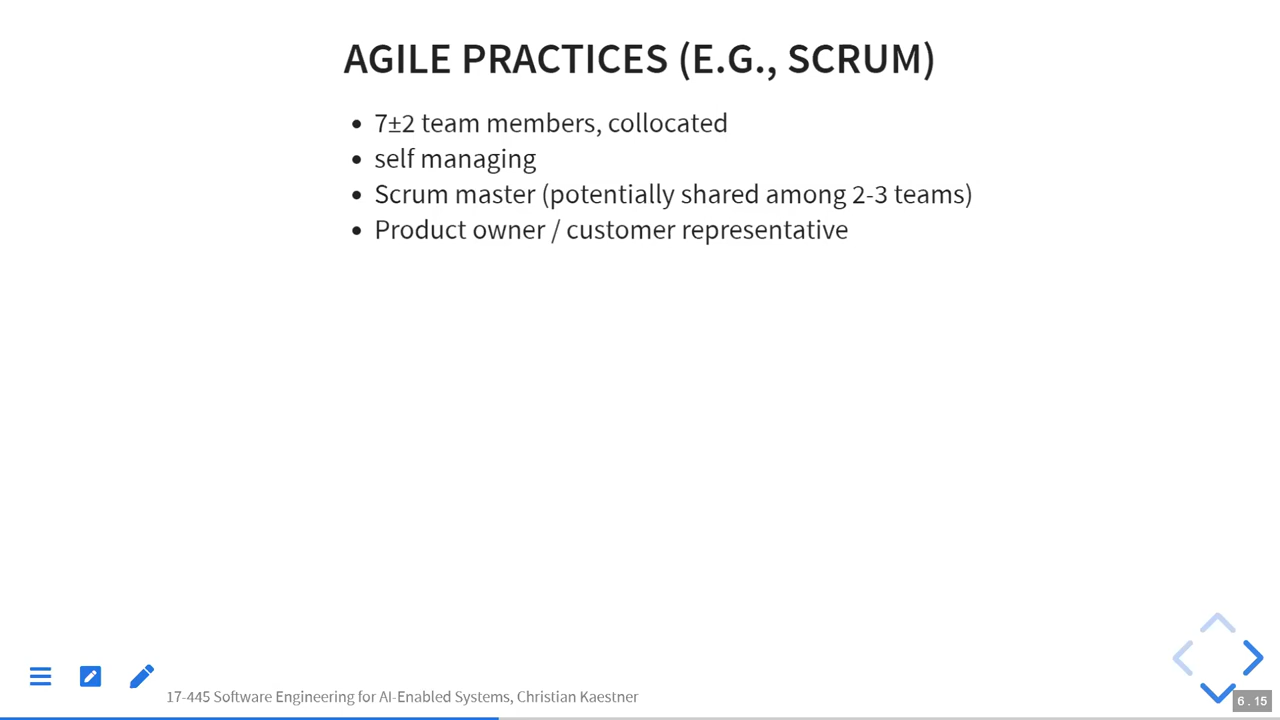 AGILE PRACTICES (E.G., SCRUM)
7±2 team members, collocated
self managing
Scrum master (potentially shared among 2-3 teams)
Product owner / customer representative
17-445 Software Engineering for AI-Enabled Systems, Christian Kaestner
6 . 15